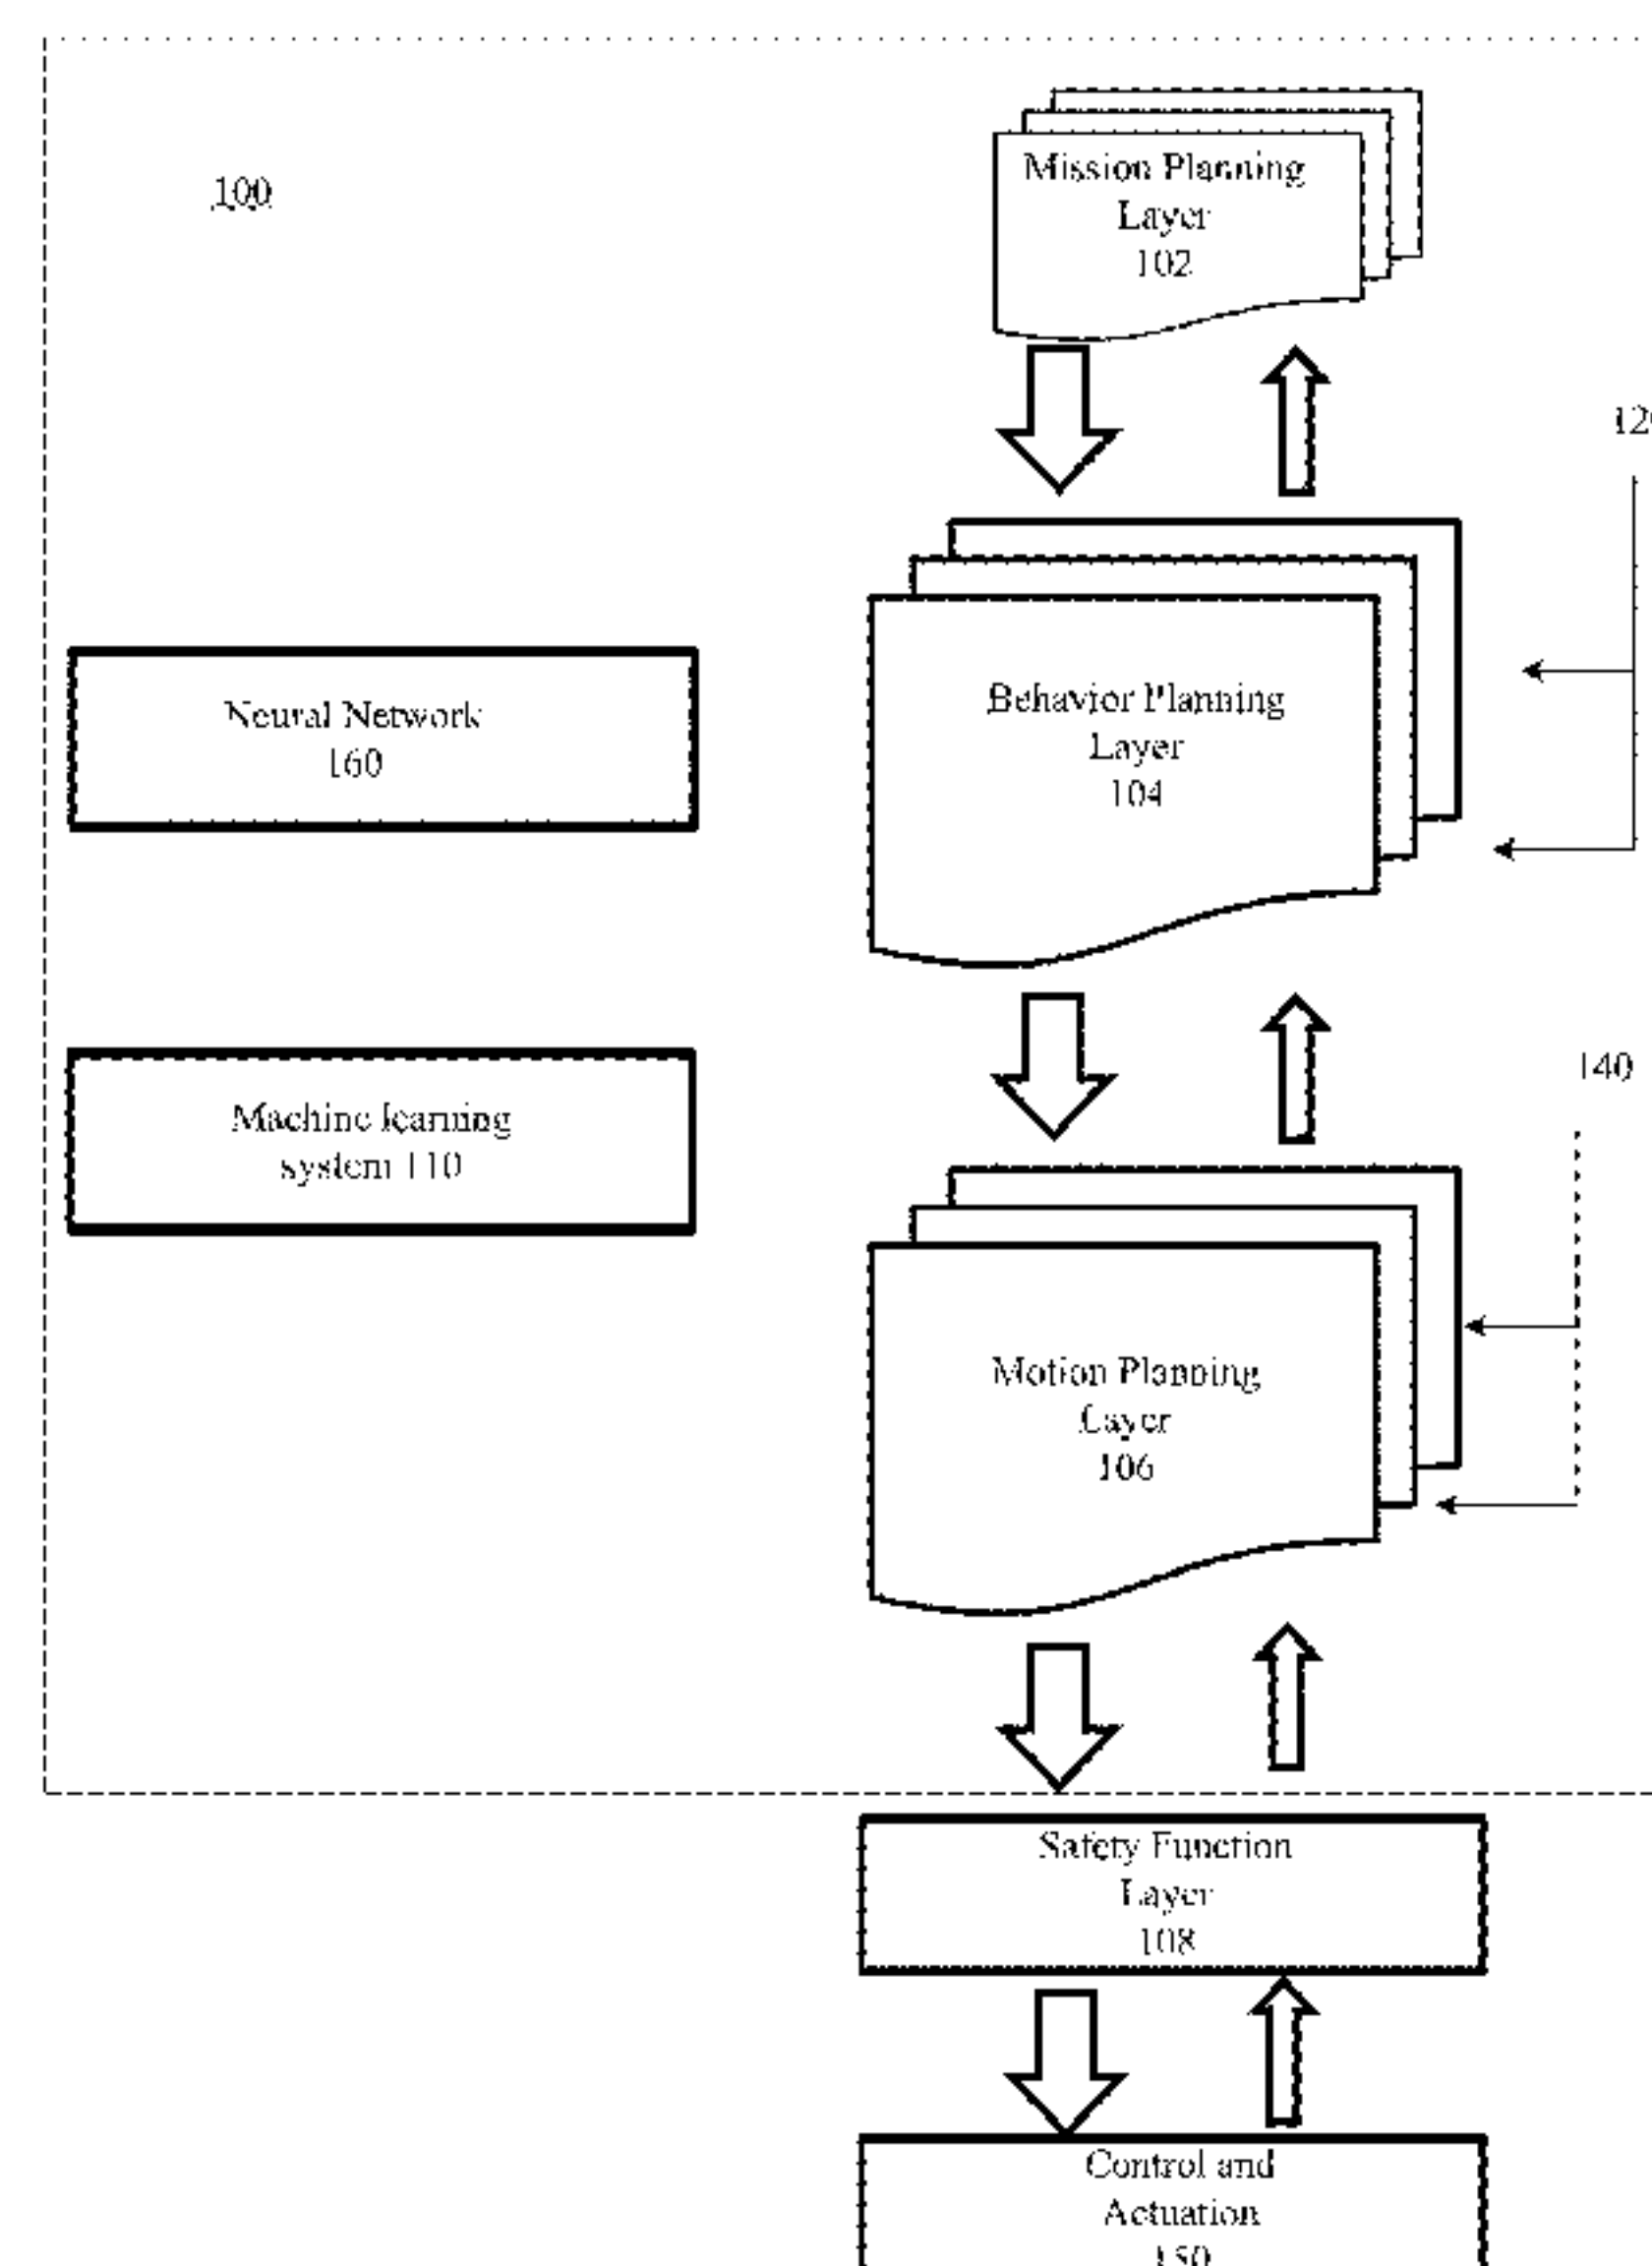 100
Mission Planning
Layer
102
Behavior Planning
Layer
104
Neural Network
160
Machine learning
system 110
140
Motion Planning
Layer
106
Safety Function
Layer
108
Control and
Actuation
150